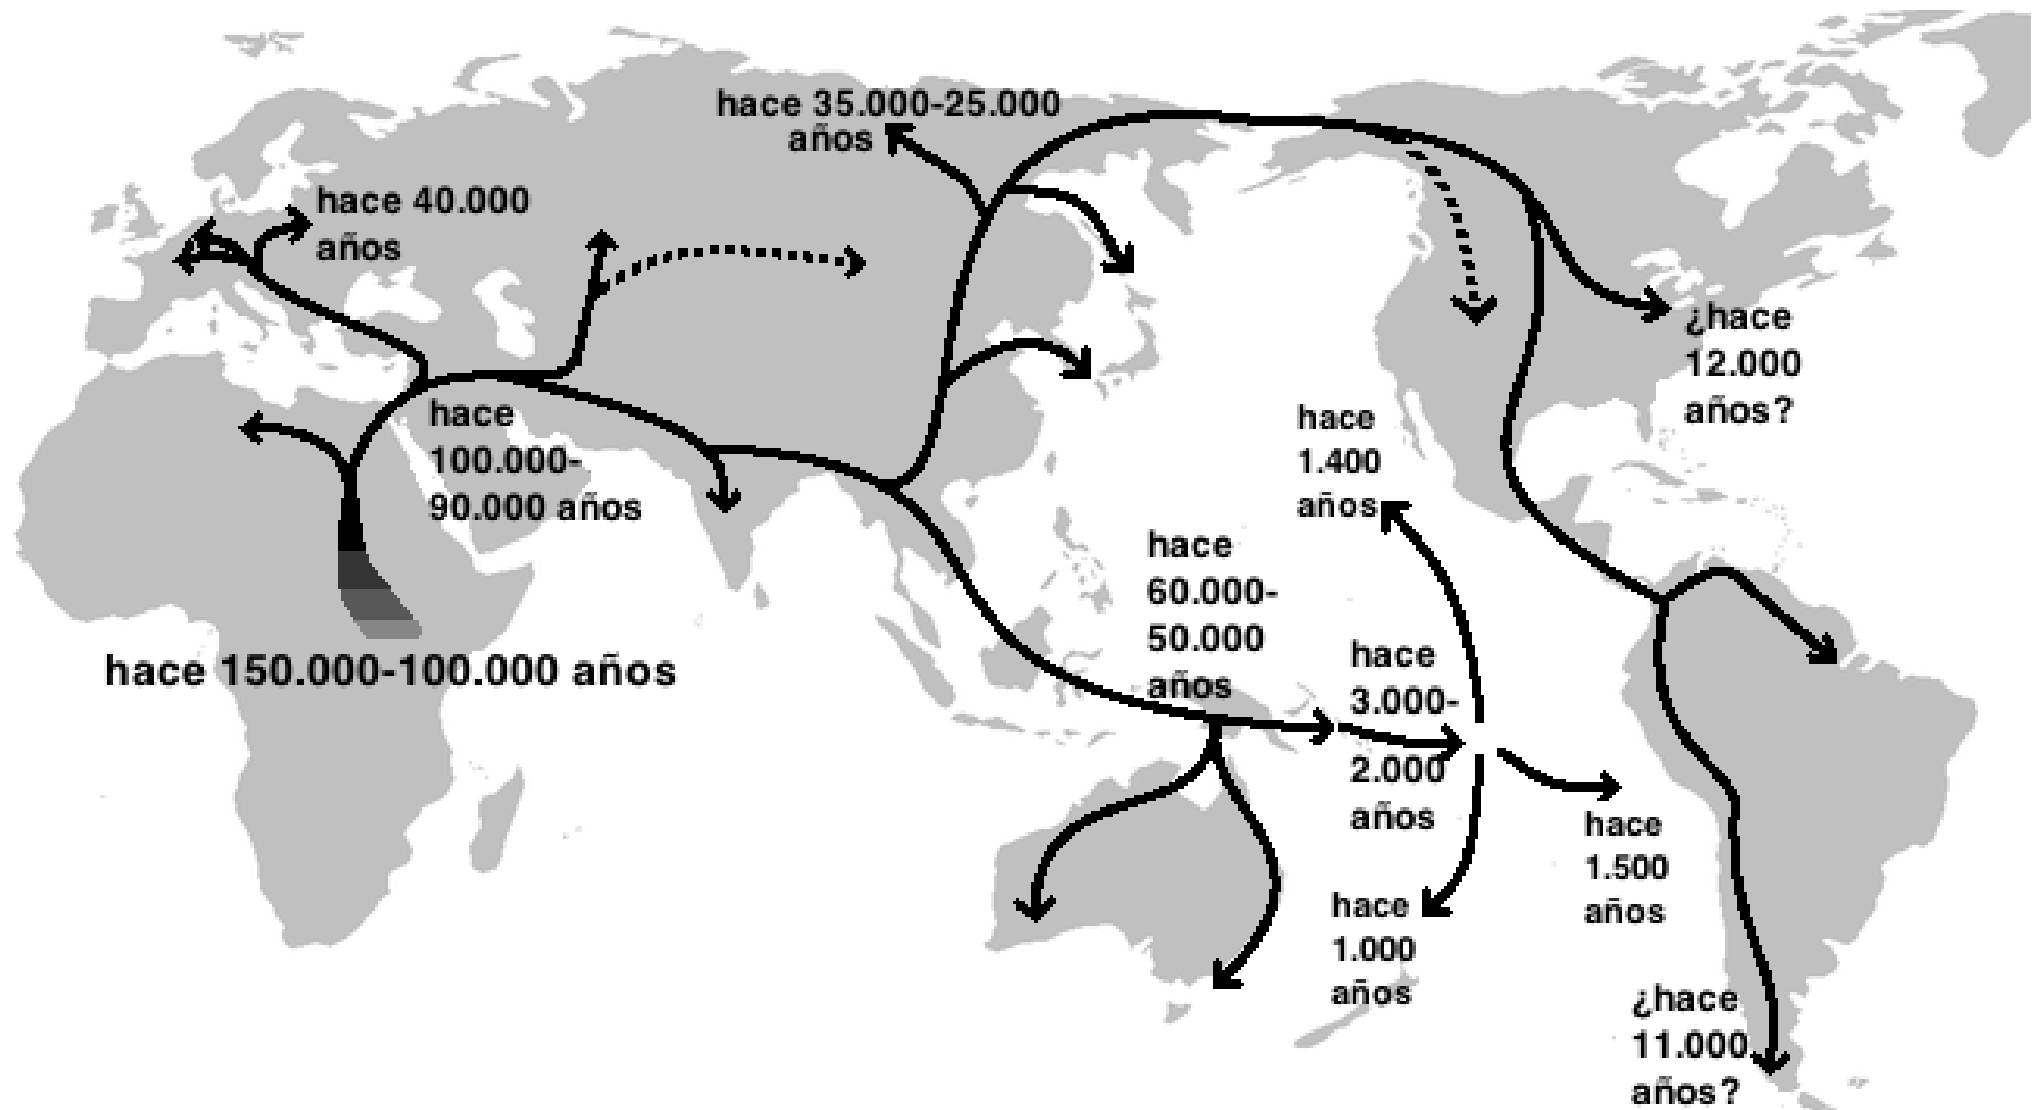 hace 35.000-25.000
años
hace 40.000
años
hace
100.000-
90.000 años
hace 150.000-100.000 años
hace
60.000-
50.000
años
hace
1.400
años
hace
3.000-
2.000
años
hace
1.000
años
hace
1.500
años
¿hace
12.000
años?
¿hace
11.000
años?